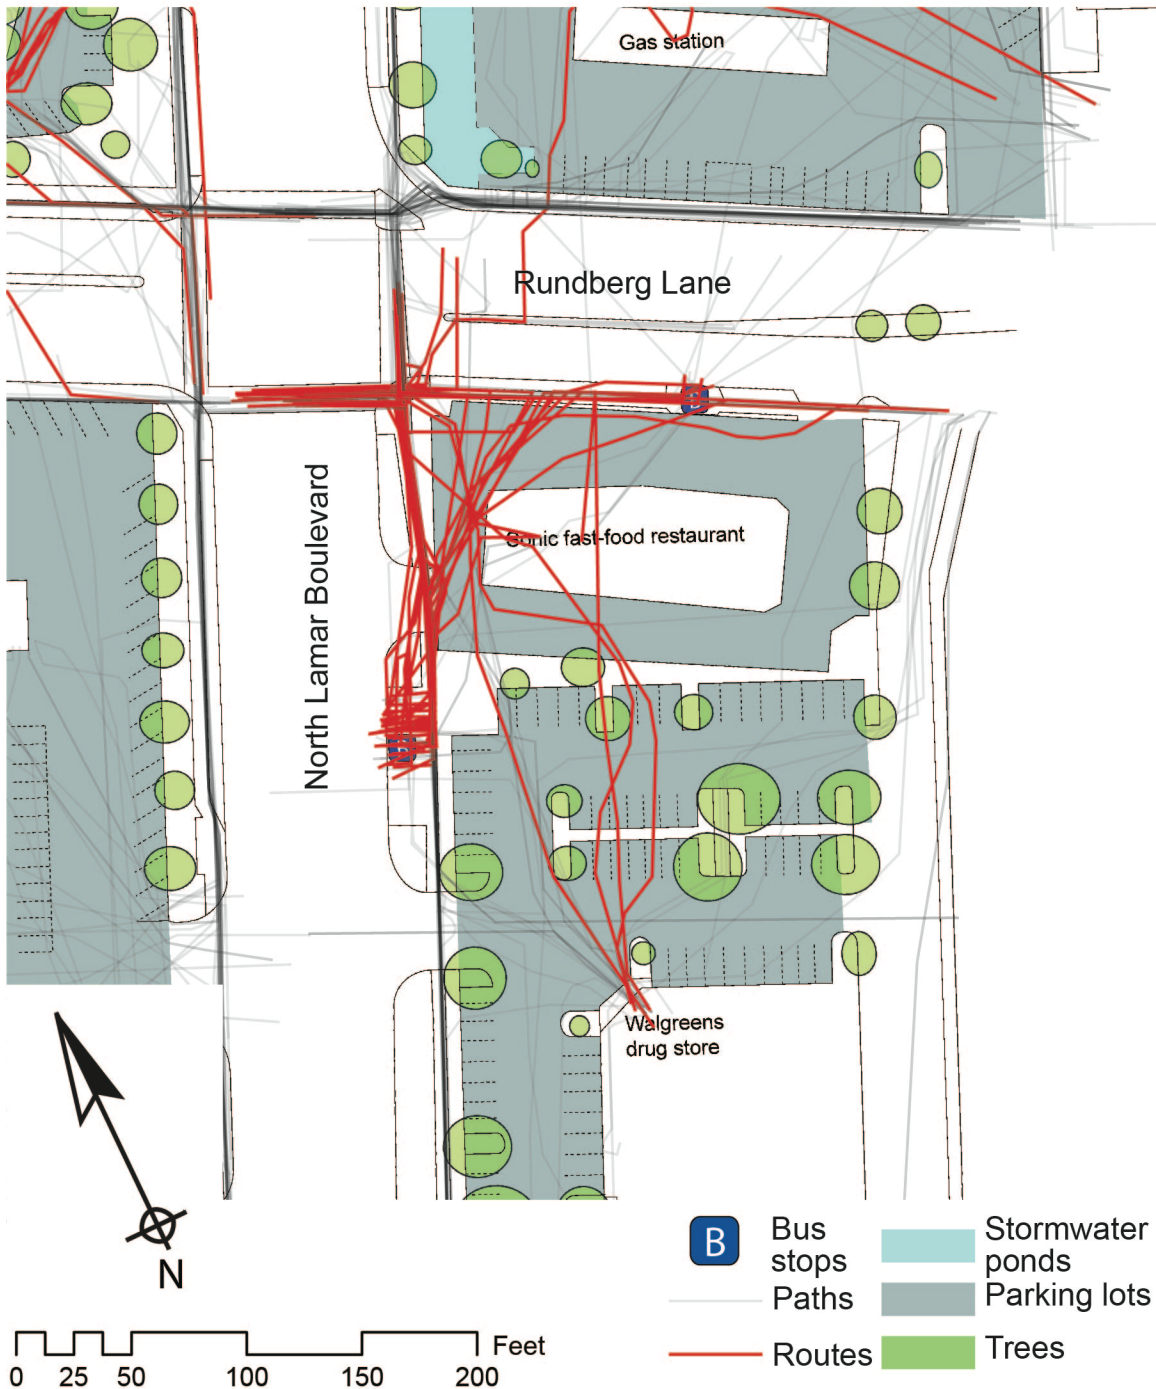 Gas station
Rundberg Lane
B
Sonic fast-food restaurant
North Lamar Boulevard
B
Walgreens
drug store
N
B
Bus
stops
Stormwater
ponds
Paths
Parking lots
Routes
Trees
Feet
0 25 50 100 150 200